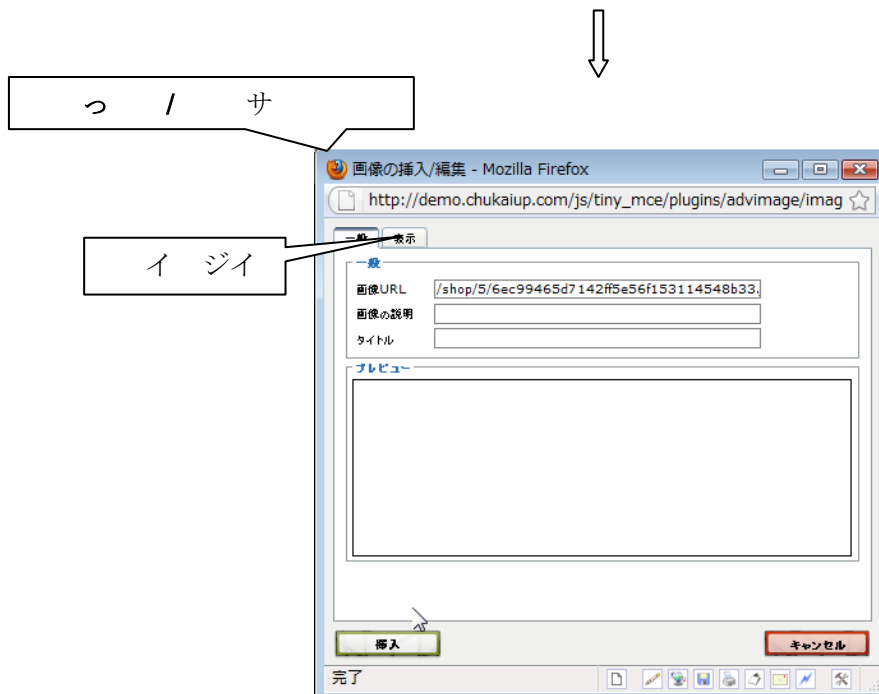 っ / サ
画像の挿入/編集 - Mozilla Firefox
http://demo.chukaiup.com/js/tiny_mce/plugins/advimage/imag
一般 表示
イ ジイ
一般
画像URL /shop/5/6ec99465d7142ff5e56f153114548b33.
画像の説明
タイトル
プレビュー
挿入 キャンセル
完了